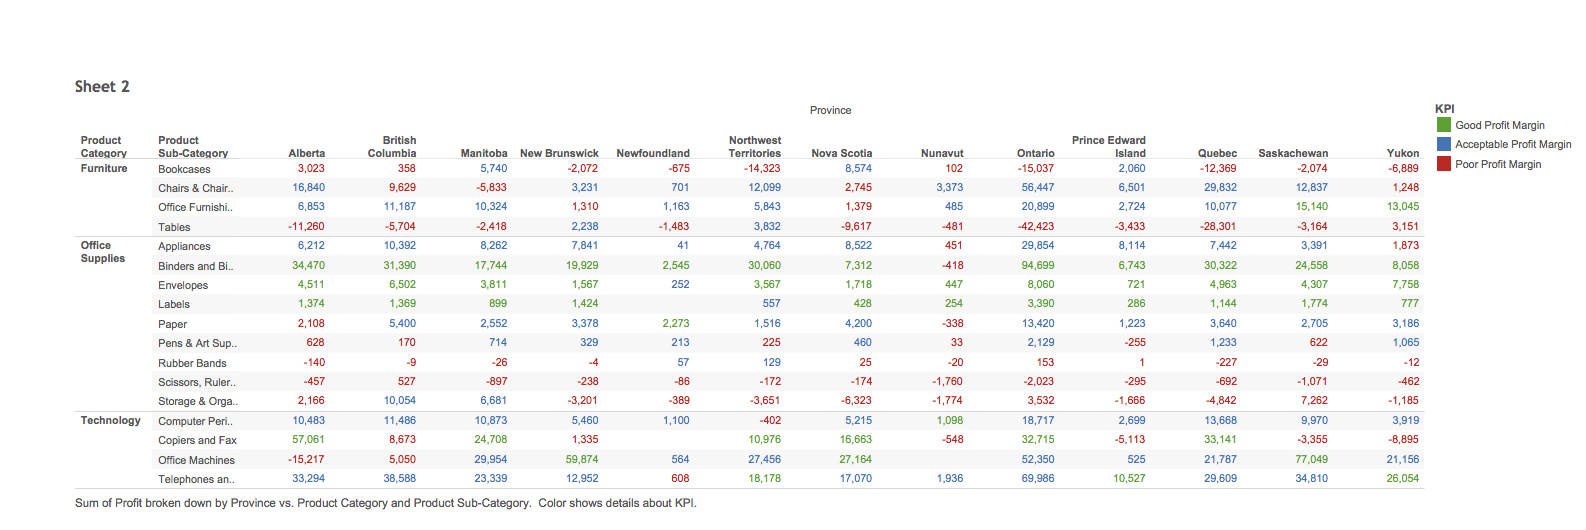 Sheet 2
Province
KPI
Good Profit Margin
Acceptable Profit Margin
Poor Profit Margin
Product Category Product Sub-Category Alberta British Columbia Manitoba New Brunswick Newfoundland Northwest Territories Nova Scotia Nunavut Ontario Prince Edward Island Quebec Saskachewan Yukon
Furniture Bookcases 3,023 358 5,740 -2,072 -675 -14,323 8,574 102 -15,037 2,060 -12,369 -2,074 -6,889
Chairs & Chair.. 16,840 9,629 -5,833 3,231 701 12,099 2,745 3,373 56,447 6,501 29,832 12,837 1,248
Office Furnishi.. 6,853 11,187 10,324 1,310 1,163 5,843 1,379 485 20,899 2,724 10,077 15,140 13,045
Tables -11,260 -5,704 -2,418 2,238 -1,483 3,832 -9,617 -481 -42,423 -3,433 -28,301 -3,164 3,151
Office Supplies Appliances 6,212 10,392 8,262 7,841 41 4,764 8,522 451 29,854 8,114 7,442 3,391 1,873
Binders and Bi.. 34,470 31,390 17,744 19,929 2,545 30,060 7,312 -418 94,699 6,743 30,322 24,558 8,058
Envelopes 4,511 6,502 3,811 1,567 252 3,567 1,718 447 8,060 721 4,963 4,307 7,758
Labels 1,374 1,369 899 1,424 557 428 254 3,390 286 1,144 1,774 777
Paper 2,108 5,400 2,552 3,378 2,273 1,516 4,200 -338 13,420 1,223 3,640 2,705 3,186
Pens & Art Sup.. 628 170 714 329 213 225 460 33 2,129 -255 1,233 622 1,065
Rubber Bands -140 -9 -26 -4 57 129 25 -20 153 1 -227 -29 -12
Scissors, Ruler.. -457 527 -897 -238 -86 -172 -174 -1,760 -2,023 -295 -692 -1,071 -462
Storage & Orga.. 2,166 10,054 6,681 -3,201 -389 -3,651 -6,323 -1,774 3,532 -1,666 -4,842 7,262 -1,185
Technology Computer Peri.. 10,483 11,486 10,873 5,460 1,100 -402 5,215 1,098 18,717 2,699 13,668 9,970 3,919
Copiers and Fax 57,061 8,673 24,708 1,335 10,976 16,663 -548 32,715 -5,113 33,141 -3,355 -8,895
Office Machines -15,217 5,050 29,954 59,874 564 27,456 27,164 52,350 525 21,787 77,049 21,156
Telephones an.. 33,294 38,588 23,339 12,952 608 18,178 17,070 1,936 69,986 10,527 29,609 34,810 26,054
Sum of Profit broken down by Province vs. Product Category and Product Sub-Category. Color shows details about KPI.